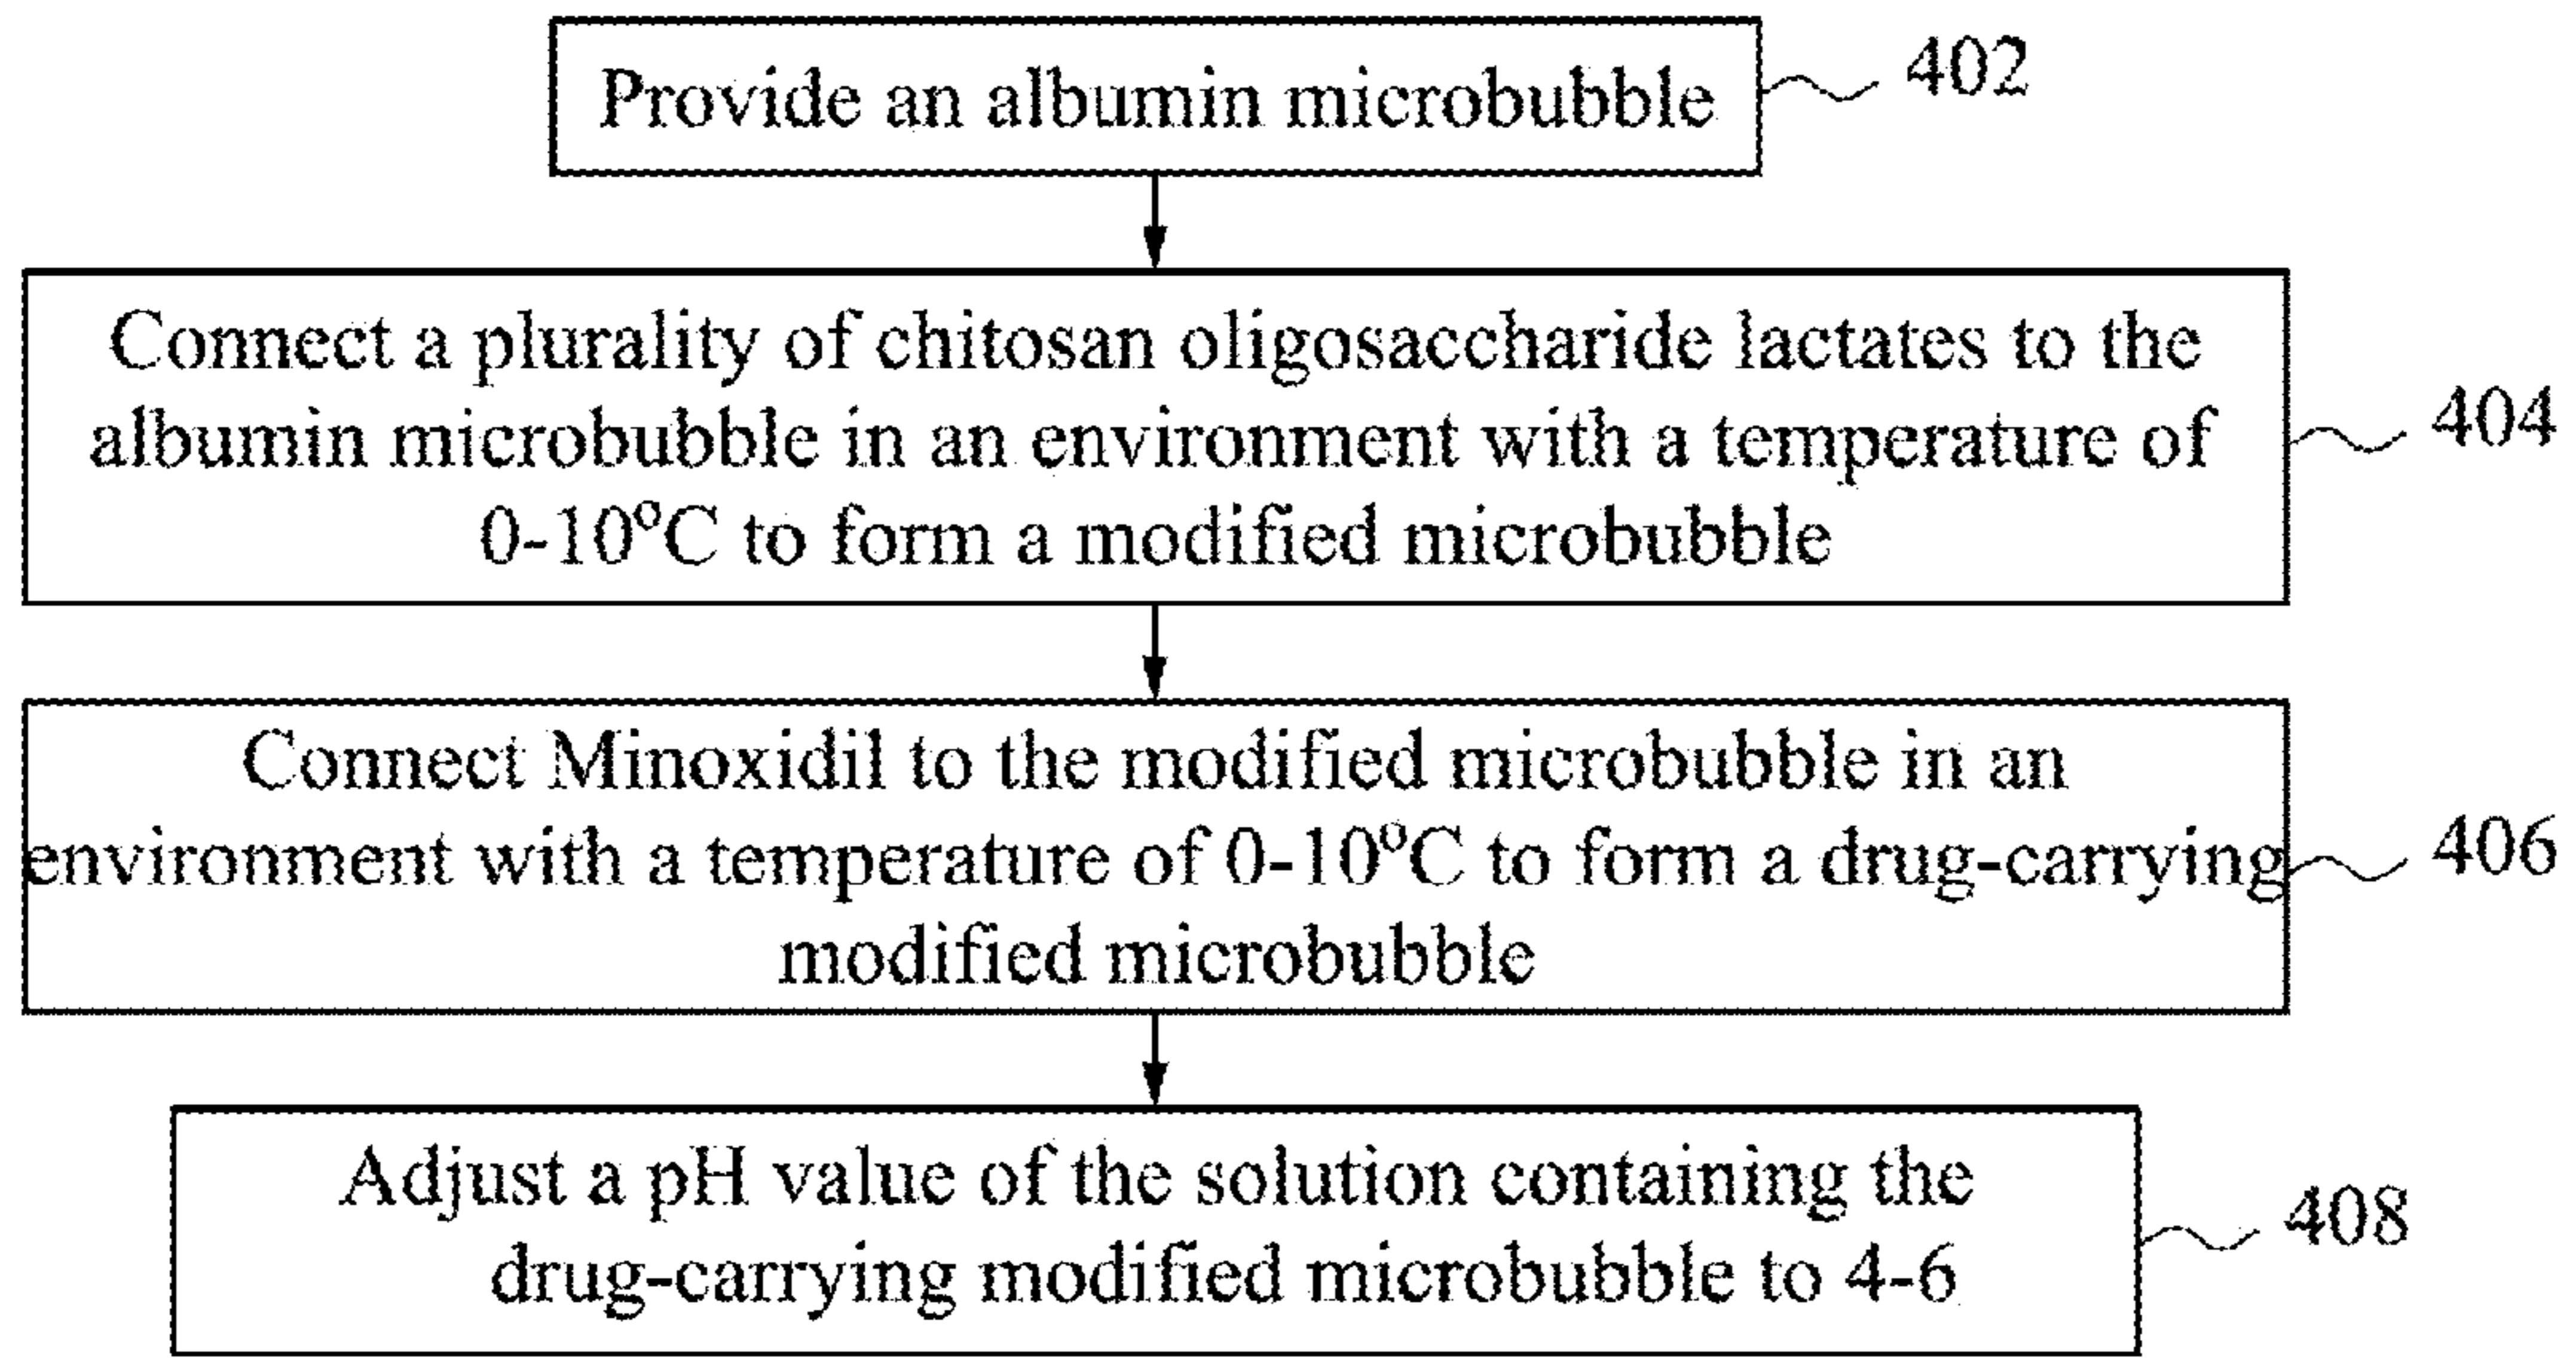 Provide an albumin microbubble
402
Connect a plurality of chitosan oligosaccharide lactates to the
albumin microbubble in an environment with a temperature of
0-10°C to form a modified microbubble
404
Connect Minoxidil to the modified microbubble in an
environment with a temperature of 0-10°C to form a drug-carrying
modified microbubble
406
Adjust a pH value of the solution containing the
drug-carrying modified microbubble to 4-6
408